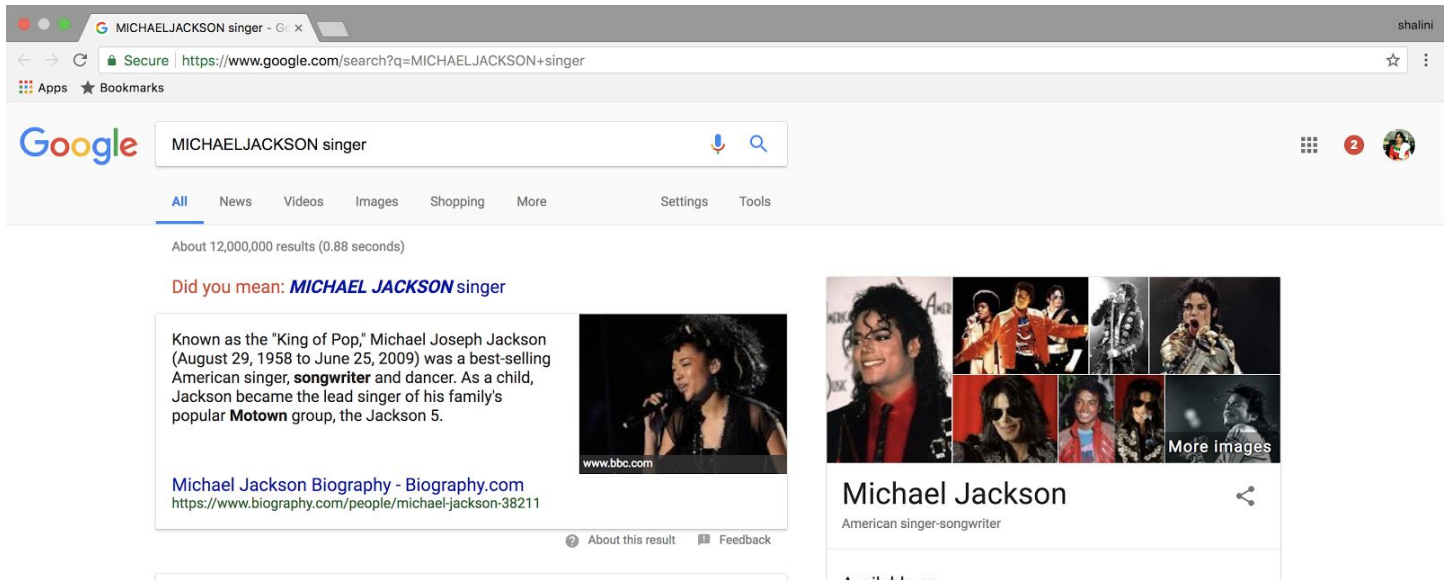 MICHAELJACKSON singer - Go
shalini
Secure https://www.google.com/search?q=MICHAELJACKSON+singer
Apps Bookmarks
Google MICHAELJACKSON singer 2
All News Videos Images Shopping More Settings Tools
About 12,000,000 results (0.88 seconds)
Did you mean: MICHAEL JACKSON singer
Known as the "King of Pop," Michael Joseph Jackson
(August 29, 1958 to June 25, 2009) was a best-selling
American singer, songwriter and dancer. As a child,
Jackson became the lead singer of his family's
popular Motown group, the Jackson 5.
www.bbc.com
Michael Jackson Biography - Biography.com
https://www.biography.com/people/michael-jackson-38211
About this result Feedback
More images
Michael Jackson
American singer-songwriter